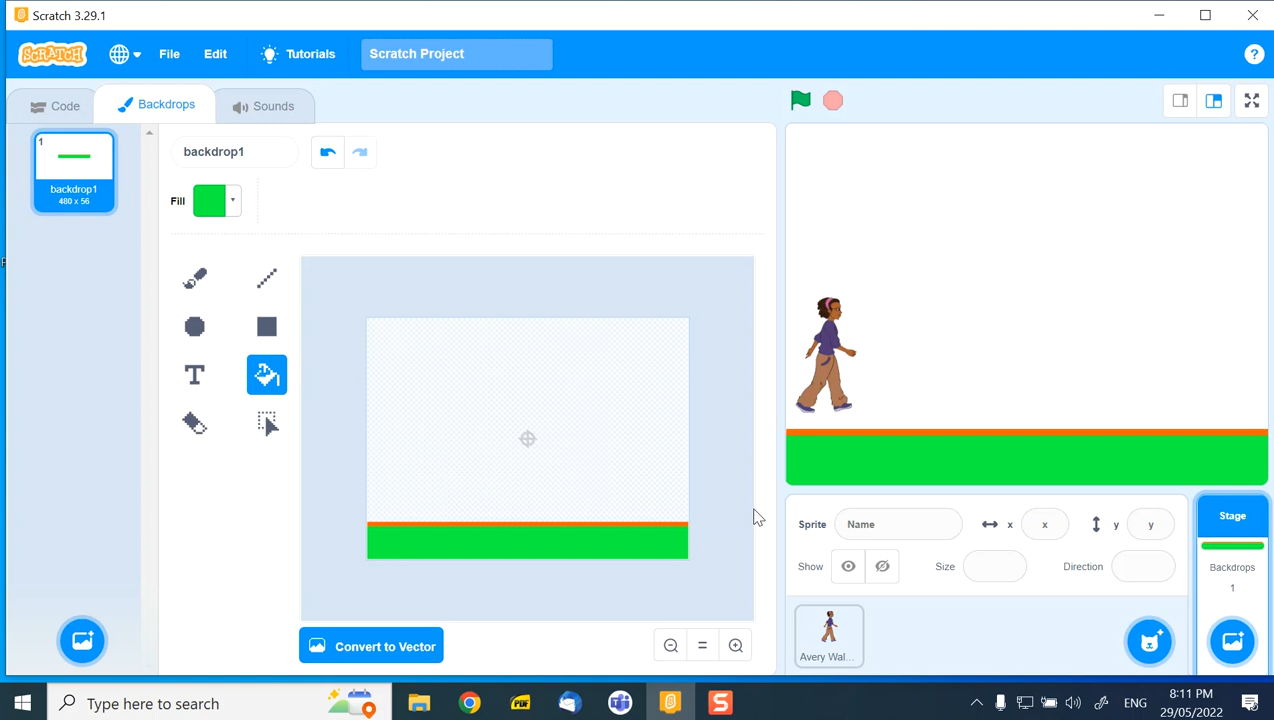 Scratch 3.29.1
SCRATCH
File
Edit
Tutorials
Scratch Project
?
Code
Backdrops
Sounds
1
backdrop1
480 x 56
backdrop1
Fill
T
Convert to Vector
Sprite
Name
x
x
y
y
Show
Size
Direction
Avery Wal...
Stage
Backdrops
1
Type here to search
PDF
S
ENG
8:11 PM
29/05/2022